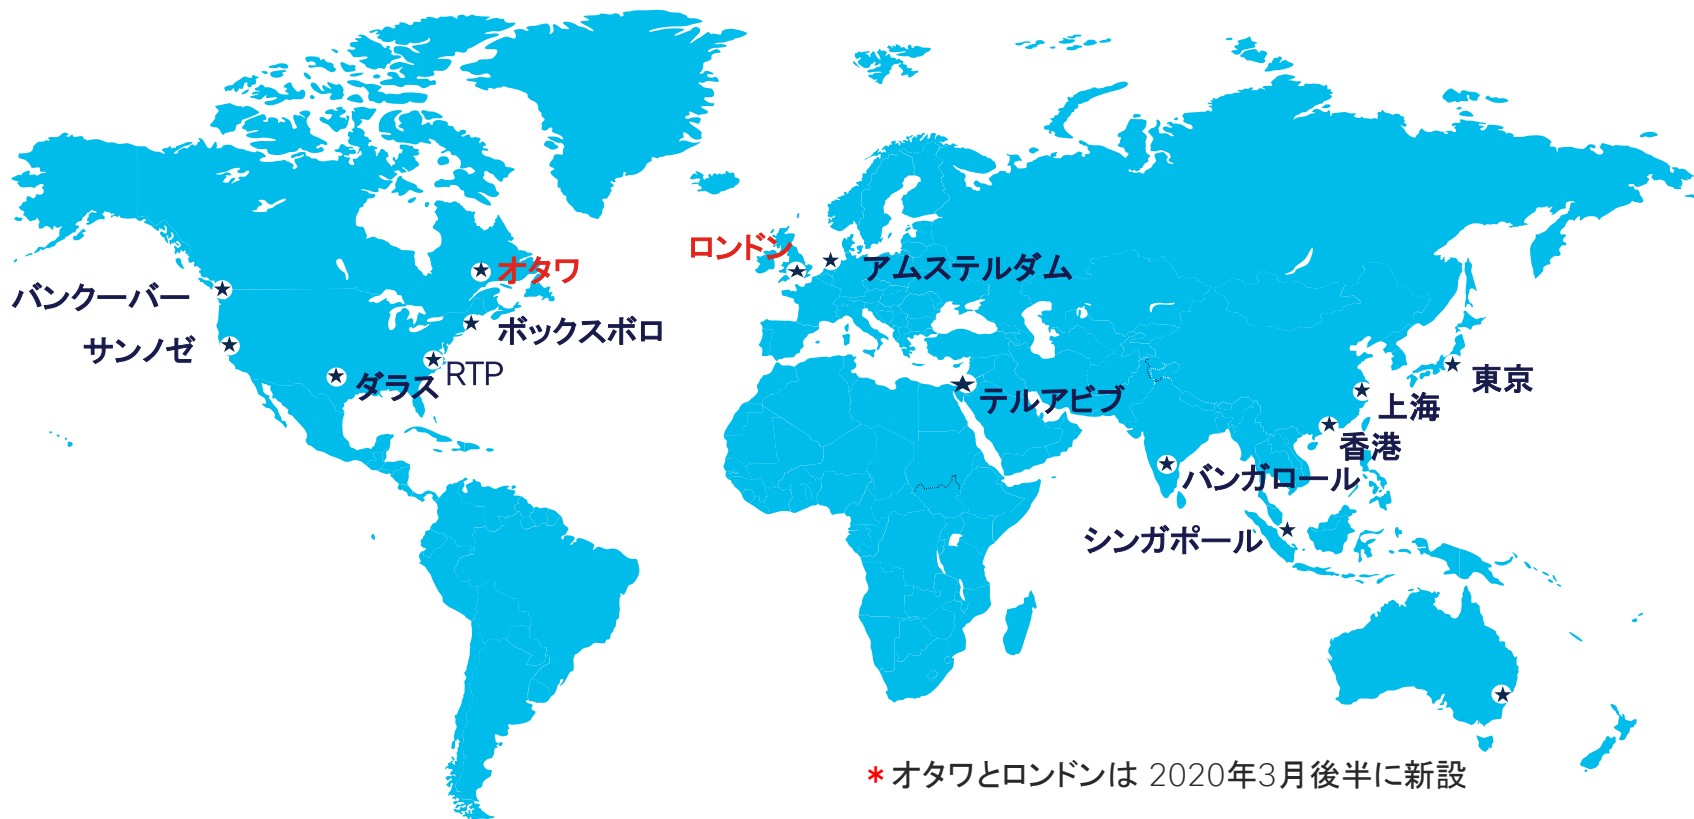 ロンドン
オタワ
アムステルダム
バンクーバー
ボックスボロ
サンノゼ
RTP
ダラス
テルアビブ
東京
上海
香港
バンガロール
シンガポール
* オタワとロンドンは 2020年3月後半に新設